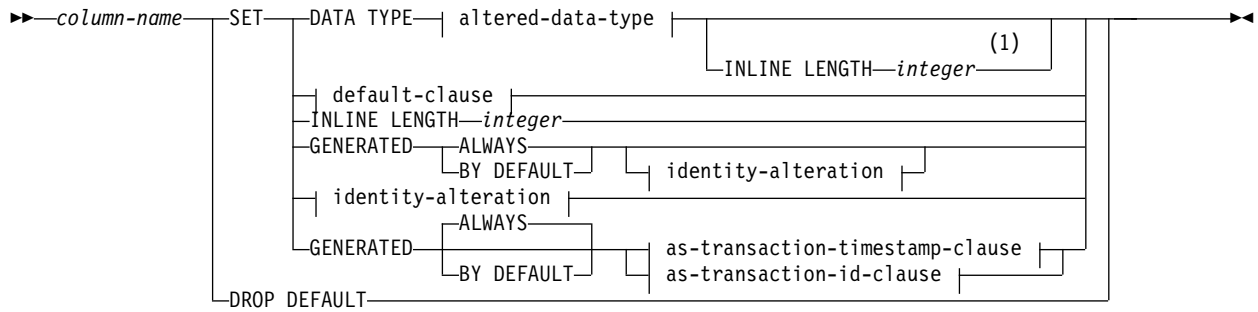 column-name SET DATA TYPE altered-data-type
(1)
INLINE LENGTH integer
default-clause
INLINE LENGTH integer
GENERATED ALWAYS
BY DEFAULT identity-alteration
identity-alteration
ALWAYS
GENERATED as-transaction-timestamp-clause
BY DEFAULT as-transaction-id-clause
DROP DEFAULT